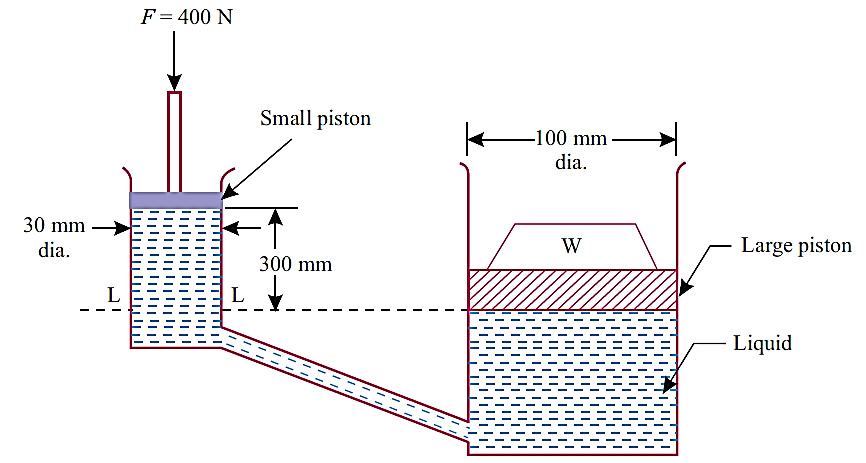 F = 400 N
Small piston
100 mm
dia.
30 mm
dia.
300 mm
W
Large piston
L
L
Liquid